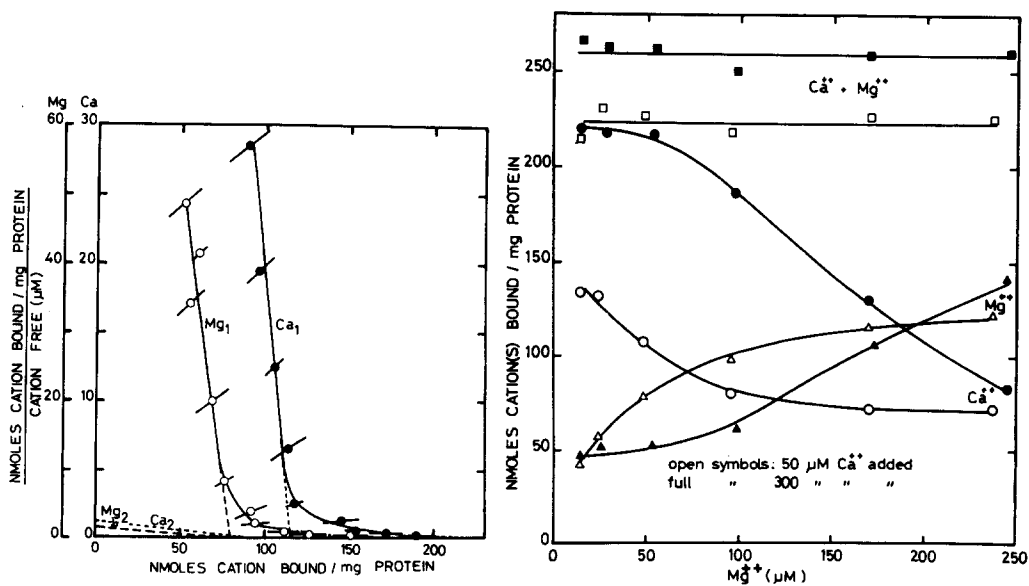 Mg Ca
60 30
40 20
20 10
0 0
NMOLES CATION BOUND / mg PROTEIN
CATION FREE (μM)
Mg₁
Ca₁
Mg₂
Ca₂
0 50 100 150 200
NMOLES CATION BOUND / mg PROTEIN
250
200
150
100
50
0
NMOLES CATION(S) BOUND / mg PROTEIN
Ca⁺⁺ + Mg⁺⁺
Mg⁺⁺
Ca⁺⁺
open symbols: 50 μM Ca⁺⁺ added
full " 300 " " "
0 50 100 150 200 250
Mg⁺⁺ (μM)